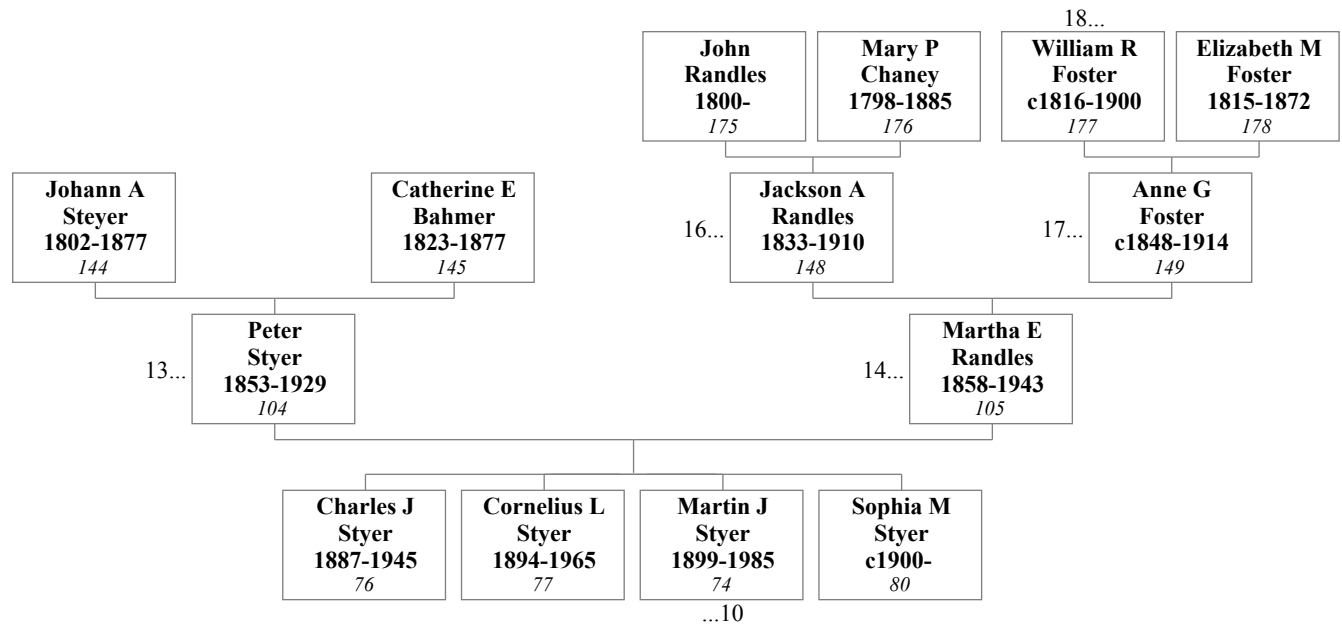 18...
John
Randles
1800-
175
Mary P
Chaney
1798-1885
176
William R
Foster
c1816-1900
177
Elizabeth M
Foster
1815-1872
178
Johann A
Steyer
1802-1877
144
Catherine E
Bahmer
1823-1877
145
16...
Jackson A
Randles
1833-1910
148
17...
Anne G
Foster
c1848-1914
149
13...
Peter
Styer
1853-1929
104
14...
Martha E
Randles
1858-1943
105
Charles J
Styer
1887-1945
76
Cornelius L
Styer
1894-1965
77
Martin J
Styer
1899-1985
74
Sophia M
Styer
c1900-
80
...10